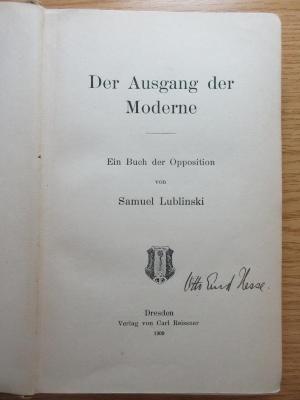 Der Ausgang der
Moderne
Ein Buch der Opposition
von
Samuel Lublinski
Otto Ernst Hesse.
Dresden
Verlag von Carl Reissner
1909